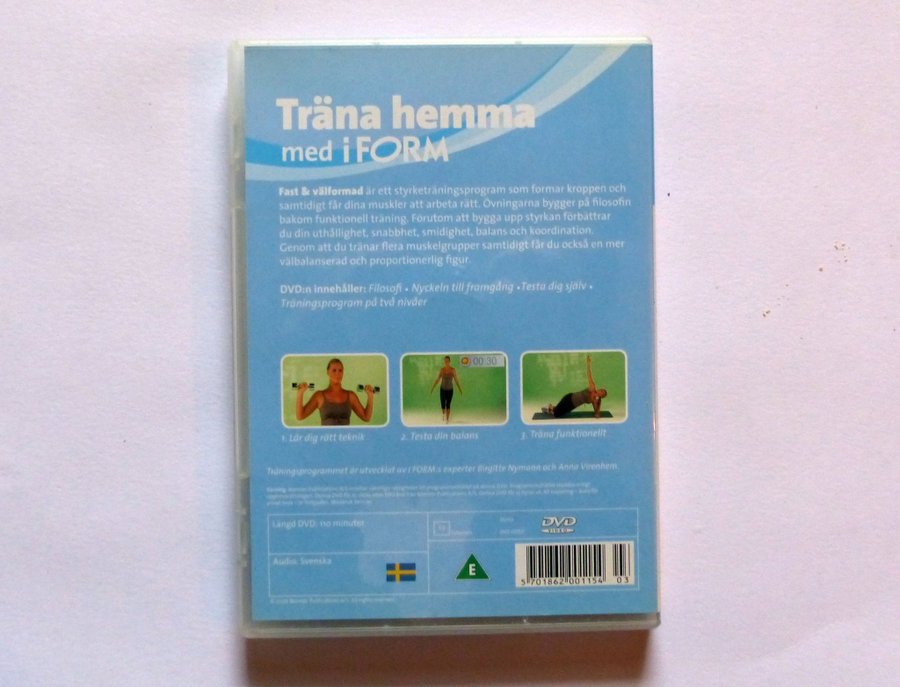 Träna hemma
med i FORM
Fast & välformad är ett styrketräningsprogram som formar kroppen och
samtidigt får dina muskler att arbeta rätt. Övningarna bygger på filosofin
bakom funktionell träning. Förutom att bygga upp styrkan förbättrar
du din uthållighet, snabbhet, smidighet, balans och koordination.
Genom att du tränar flera muskelgrupper samtidigt får du också en mer
välbalanserad och proportionerlig figur.
DVD:n innehåller: Filosofi • Nyckeln till framgång • Testa dig själv •
Träningsprogram på två nivåer
00:30
1. Lär dig rätt teknik
2. Testa din balans
3. Träna funktionellt
Träningsprogrammet är utvecklat av I FORM:s experter Birgitte Nymann och Anna Virenhem.
Längd DVD: 110 minuter
DVD
VIDEO
Audio: Svenska
E
5 701862 001154 03